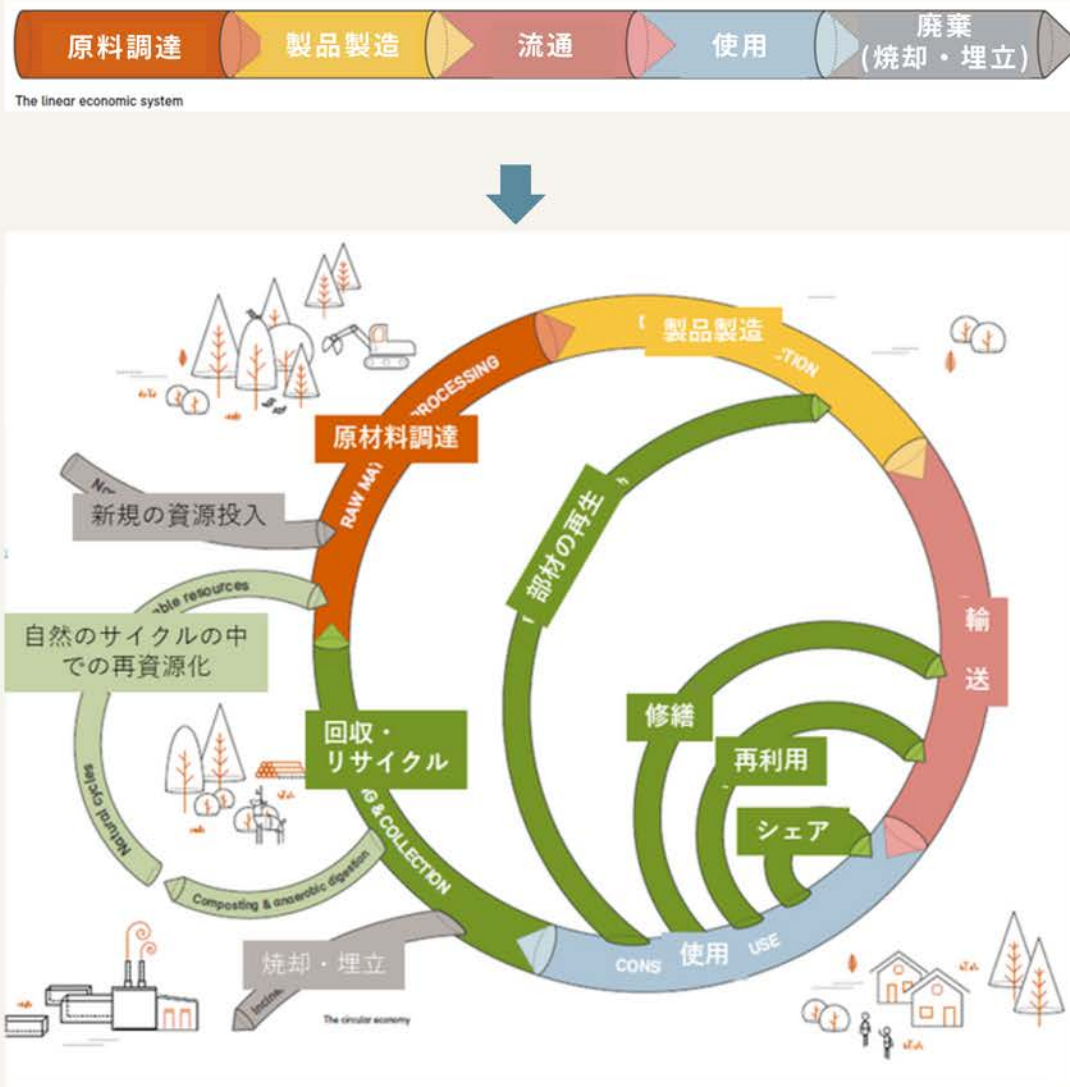 原料調達
製品製造
流通
使用
廃棄
(焼却・埋立)
The linear economic system
製品製造
PROCESSING
原材料調達
RAW
新規の資源投入
部材の再生
自然のサイクルの中
での再資源化
輸
送
修繕
回収・
リサイクル
再利用
シェア
Natural cycles
& COLLECTION
Composting & anaerobic digestion
焼却・埋立
使用
USE
The circular economy